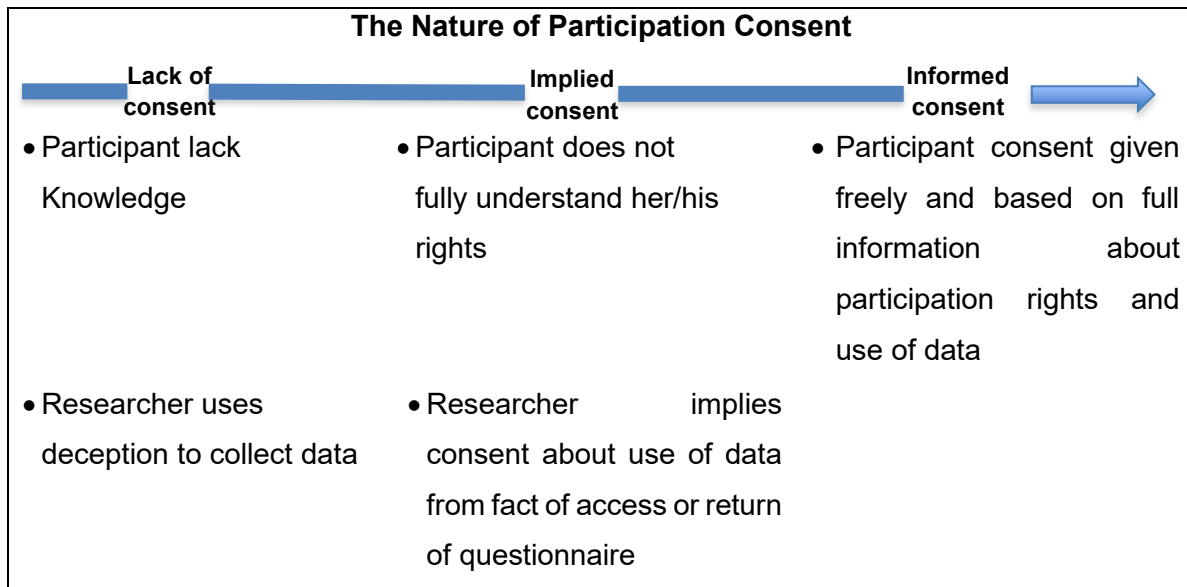 The Nature of Participation Consent
Lack of
consent
Implied
consent
Informed
consent
• Participant lack
Knowledge
• Researcher uses
deception to collect data
• Participant does not
fully understand her/his
rights
• Researcher implies
consent about use of data
from fact of access or return
of questionnaire
• Participant consent given
freely and based on full
information about
participation rights and
use of data